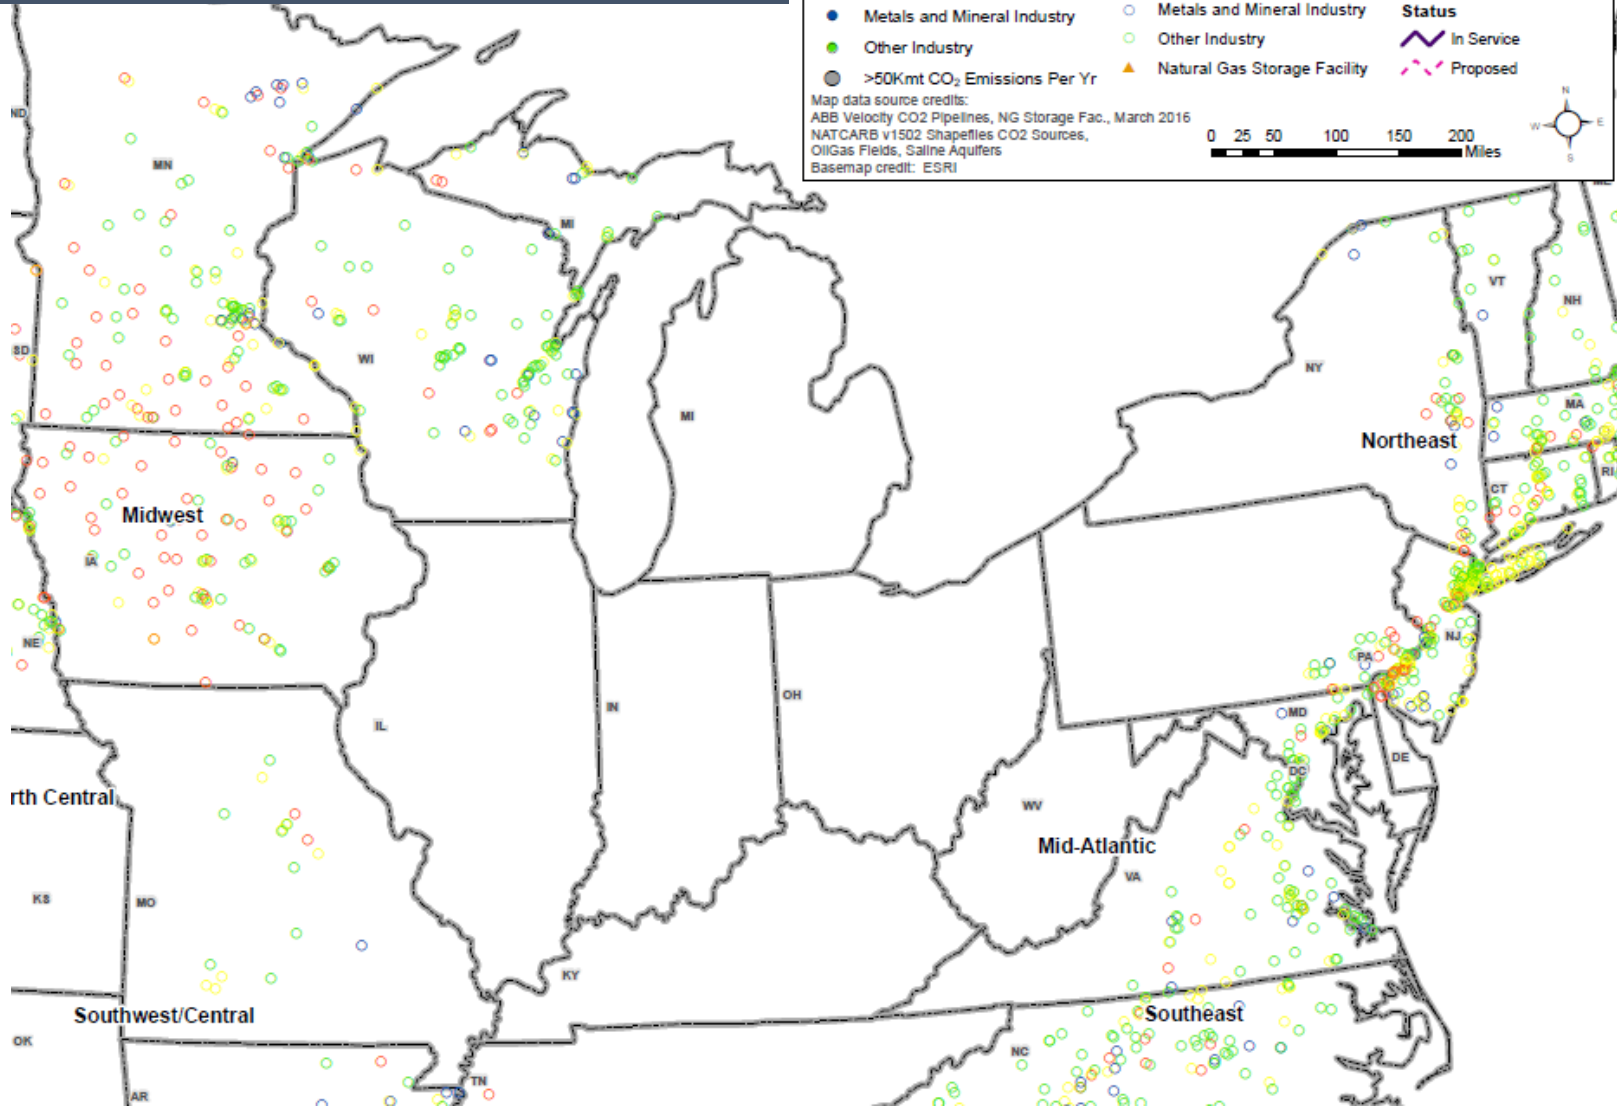 Metals and Mineral Industry
Other Industry
>50Kmt CO₂ Emissions Per Yr
Metals and Mineral Industry
Other Industry
Natural Gas Storage Facility
Status
In Service
Proposed
Map data source credits:
ABB Velocity CO2 Pipelines, NG Storage Fac., March 2016
NATCARB v1502 Shapefiles CO2 Sources,
OilGas Fields, Saline Aquifers
Basemap credit: ESRI
0 25 50 100 150 200
Miles
N
W E
S
ND
MN
MI
VT
NH
SD
WI
NY
MI
MA
Northeast
RI
CT
Midwest
IA
NE
NJ
PA
IL
IN
OH
MD
DE
DC
rth Central
WV
Mid-Atlantic
VA
KS
MO
KY
Southwest/Central
Southeast
OK
NC
TN
AR